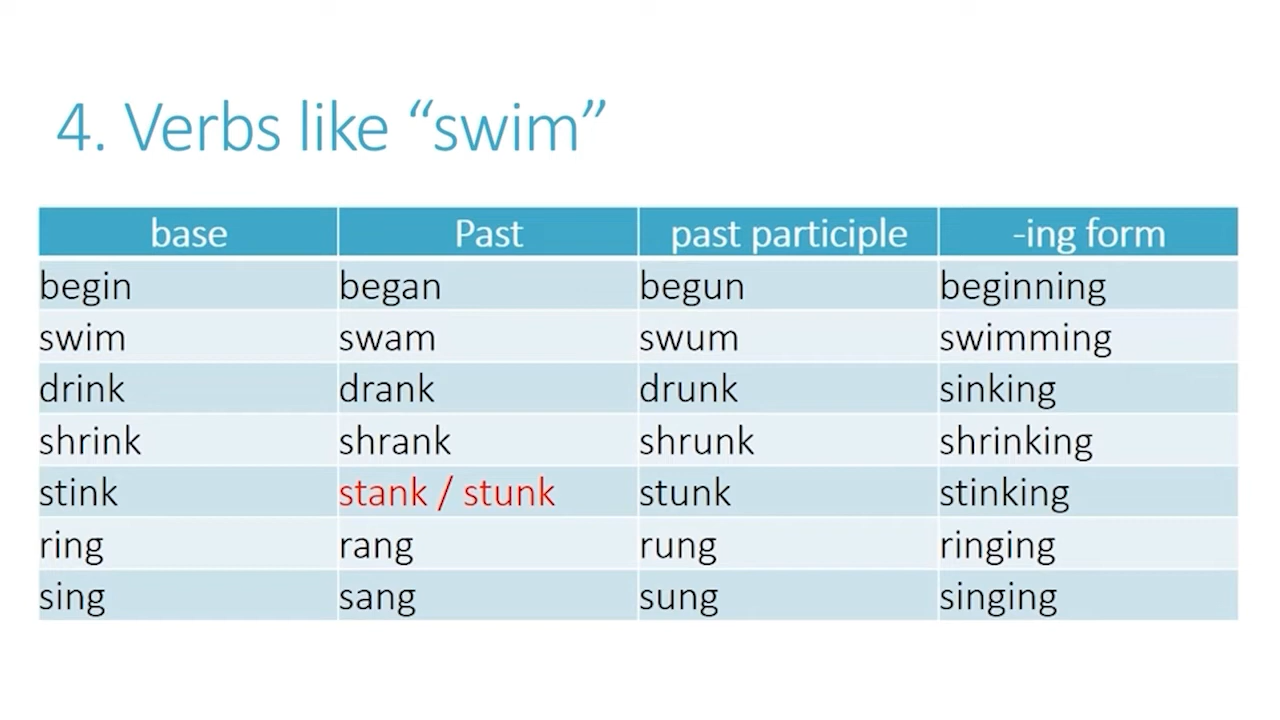 4. Verbs like “swim”
base Past past participle -ing form
begin began begun beginning
swim swam swum swimming
drink drank drunk sinking
shrink shrank shrunk shrinking
stink stank / stunk stunk stinking
ring rang rung ringing
sing sang sung singing